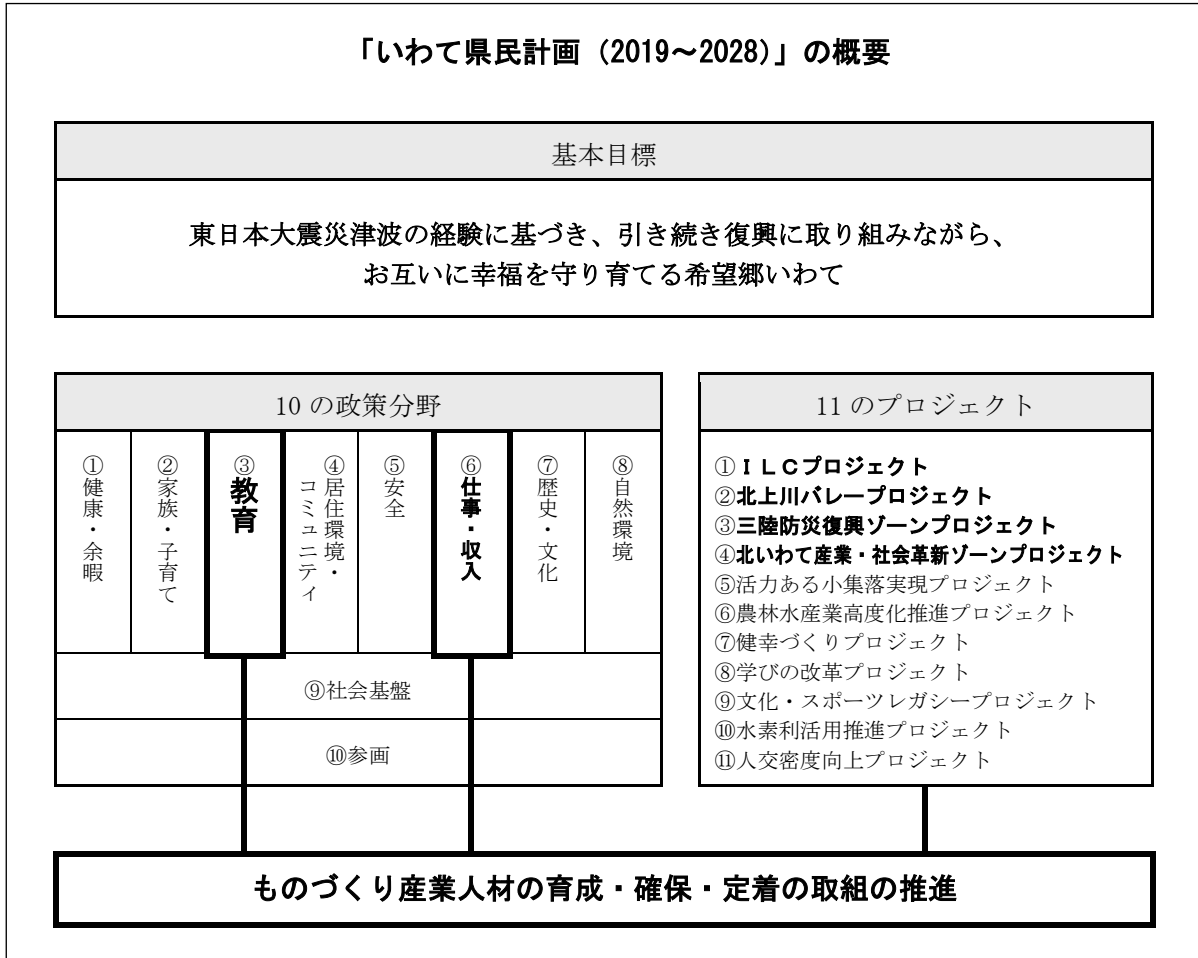 「いわて県民計画（2019～2028）」の概要
基本目標
東日本大震災津波の経験に基づき、引き続き復興に取り組みながら、
お互いに幸福を守り育てる希望郷いわて
10 の政策分野
①健康・余暇
②家族・子育て
③教育
④居住環境・
コミュニティ
⑤安全
⑥仕事・収入
⑦歴史・文化
⑧自然環境
⑨社会基盤
⑩参画
11 のプロジェクト
①ＩＬＣプロジェクト
②北上川バレープロジェクト
③三陸防災復興ゾーンプロジェクト
④北いわて産業・社会革新ゾーンプロジェクト
⑤活力ある小集落実現プロジェクト
⑥農林水産業高度化推進プロジェクト
⑦健幸づくりプロジェクト
⑧学びの改革プロジェクト
⑨文化・スポーツレガシープロジェクト
⑩水素利活用推進プロジェクト
⑪人交密度向上プロジェクト
ものづくり産業人材の育成・確保・定着の取組の推進